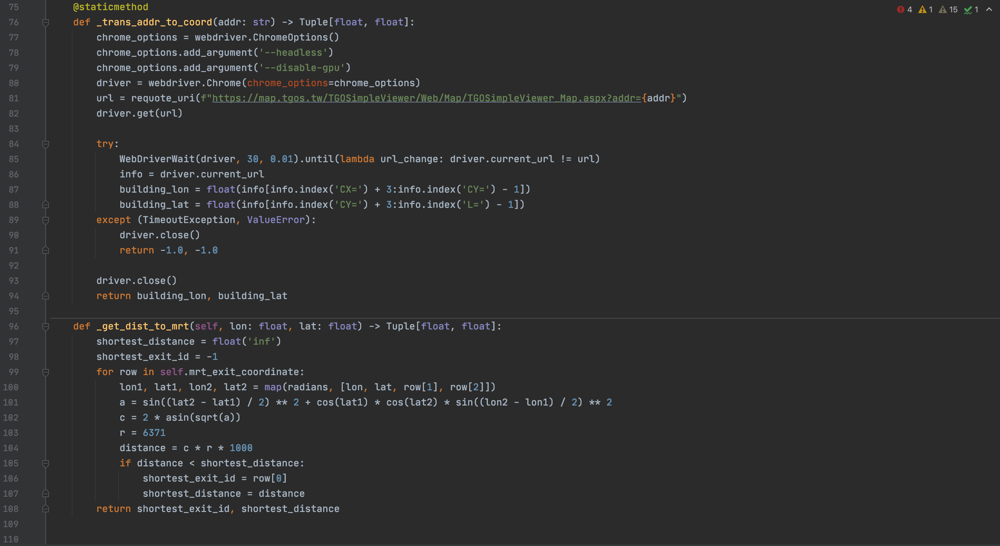 4 1 15 1
75 @staticmethod
76 def _trans_addr_to_coord(addr: str) -> Tuple[float, float]:
77 chrome_options = webdriver.ChromeOptions()
78 chrome_options.add_argument('--headless')
79 chrome_options.add_argument('--disable-gpu')
80 driver = webdriver.Chrome(chrome_options=chrome_options)
81 url = requote_uri(f"https://map.tgos.tw/TGOSimpleViewer/Web/Map/TGOSimpleViewer_Map.aspx?addr={addr}")
82 driver.get(url)
83
84 try:
85 WebDriverWait(driver, 30, 0.01).until(lambda url_change: driver.current_url != url)
86 info = driver.current_url
87 building_lon = float(info[info.index('CX=') + 3:info.index('CY=') - 1])
88 building_lat = float(info[info.index('CY=') + 3:info.index('L=') - 1])
89 except (TimeoutException, ValueError):
90 driver.close()
91 return -1.0, -1.0
92
93 driver.close()
94 return building_lon, building_lat
95
96 def _get_dist_to_mrt(self, lon: float, lat: float) -> Tuple[float, float]:
97 shortest_distance = float('inf')
98 shortest_exit_id = -1
99 for row in self.mrt_exit_coordinate:
100 lon1, lat1, lon2, lat2 = map(radians, [lon, lat, row[1], row[2]])
101 a = sin((lat2 - lat1) / 2) ** 2 + cos(lat1) * cos(lat2) * sin((lon2 - lon1) / 2) ** 2
102 c = 2 * asin(sqrt(a))
103 r = 6371
104 distance = c * r * 1000
105 if distance < shortest_distance:
106 shortest_exit_id = row[0]
107 shortest_distance = distance
108 return shortest_exit_id, shortest_distance
109
110